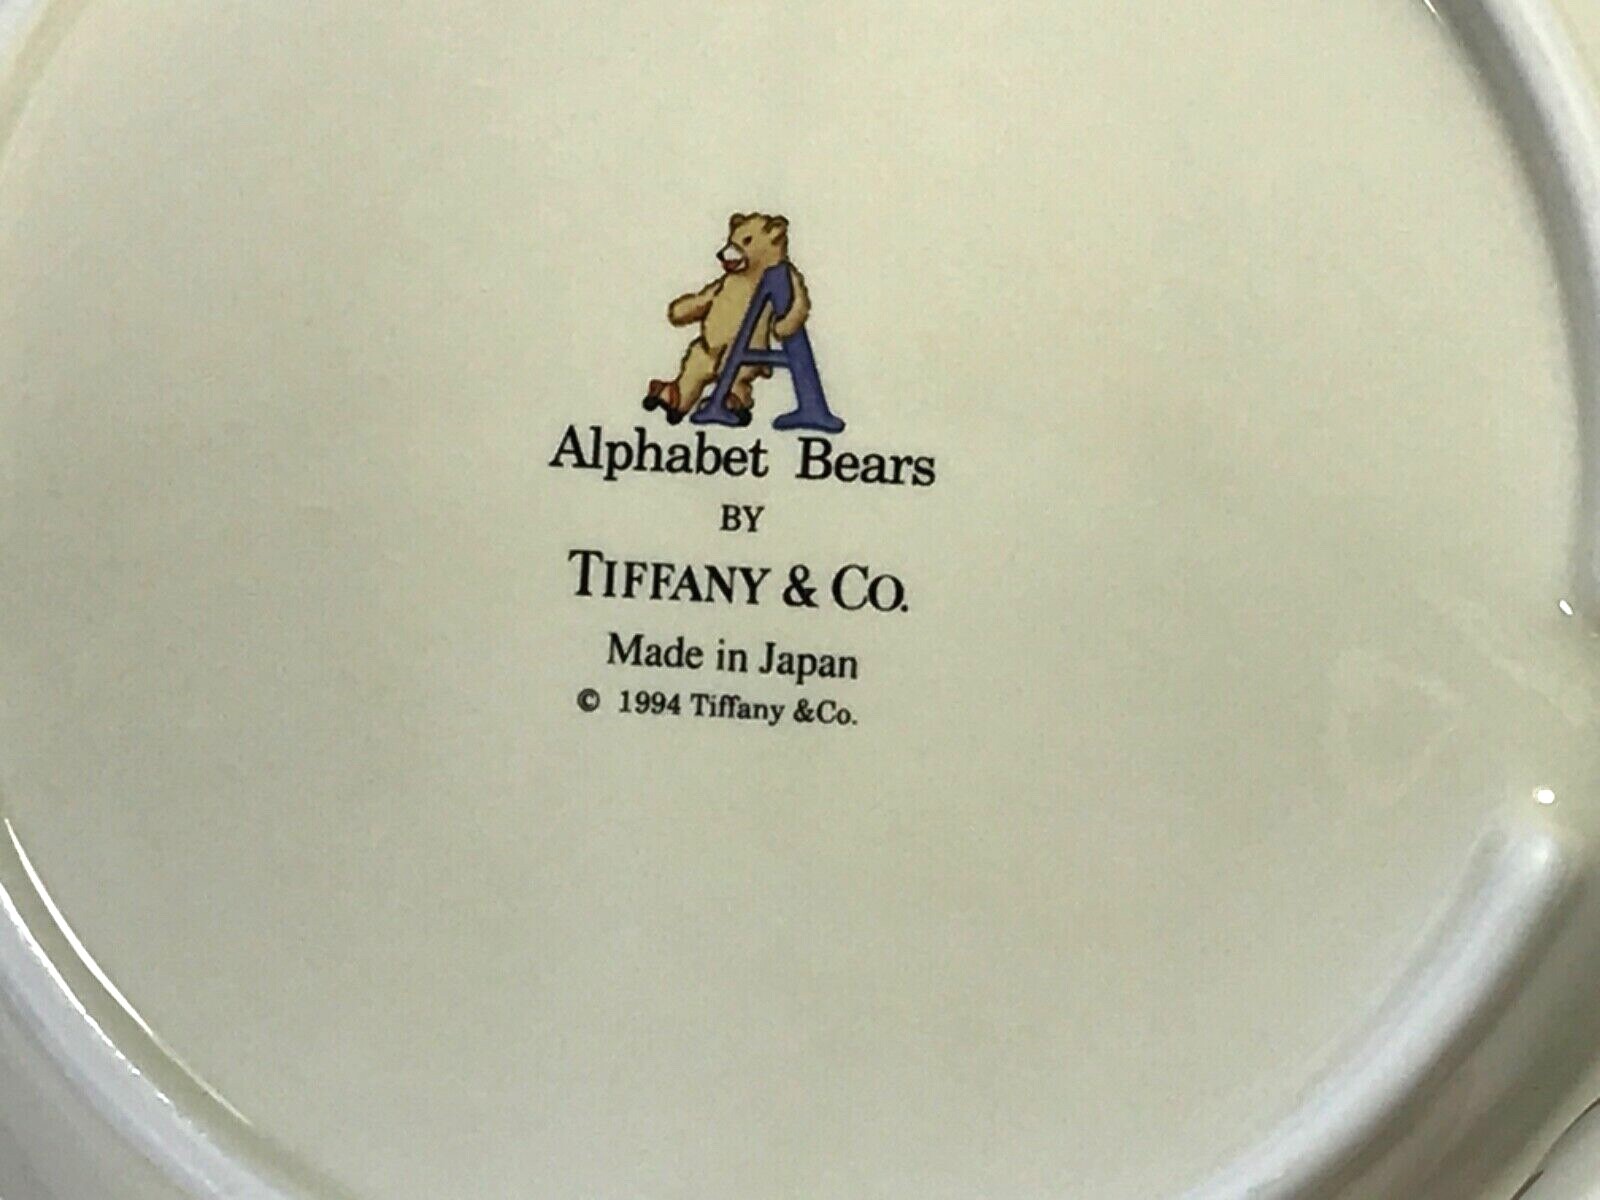 A
Alphabet Bears
BY
TIFFANY & CO.
Made in Japan
© 1994 Tiffany &Co.